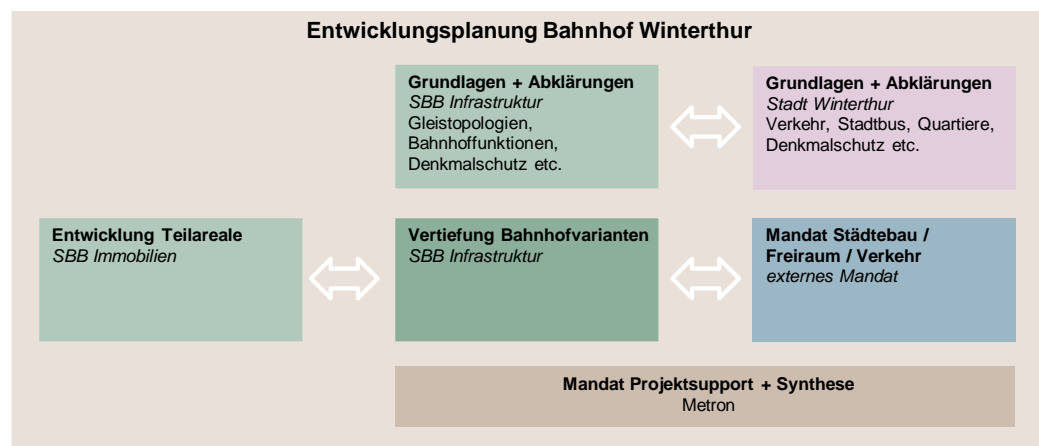 Entwicklungsplanung Bahnhof Winterthur
Grundlagen + Abklärungen
SBB Infrastruktur
Gleistopologien,
Bahnhoffunktionen,
Denkmalschutz etc.
Grundlagen + Abklärungen
Stadt Winterthur
Verkehr, Stadtbus, Quartiere,
Denkmalschutz etc.
Entwicklung Teilareale
SBB Immobilien
Vertiefung Bahnhofvarianten
SBB Infrastruktur
Mandat Städtebau /
Freiraum / Verkehr
externes Mandat
Mandat Projektsupport + Synthese
Metron